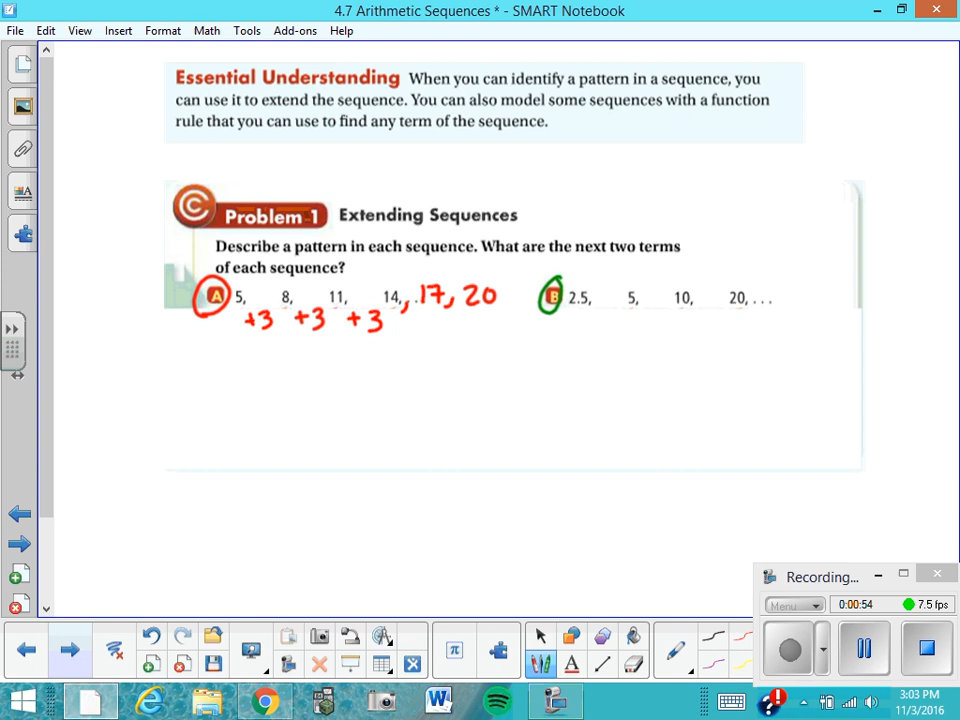 4.7 Arithmetic Sequences * - SMART Notebook
File Edit View Insert Format Math Tools Add-ons Help
Essential Understanding When you can identify a pattern in a sequence, you
can use it to extend the sequence. You can also model some sequences with a function
rule that you can use to find any term of the sequence.
C Problem 1 Extending Sequences
Describe a pattern in each sequence. What are the next two terms
of each sequence?
A 5, 8, 11, 14, , . 17, 20
+3 +3 +3
B 2.5, 5, 10, 20, . . .
Recording...
Menu 0:00:54 7.5 fps
3:03 PM
11/3/2016